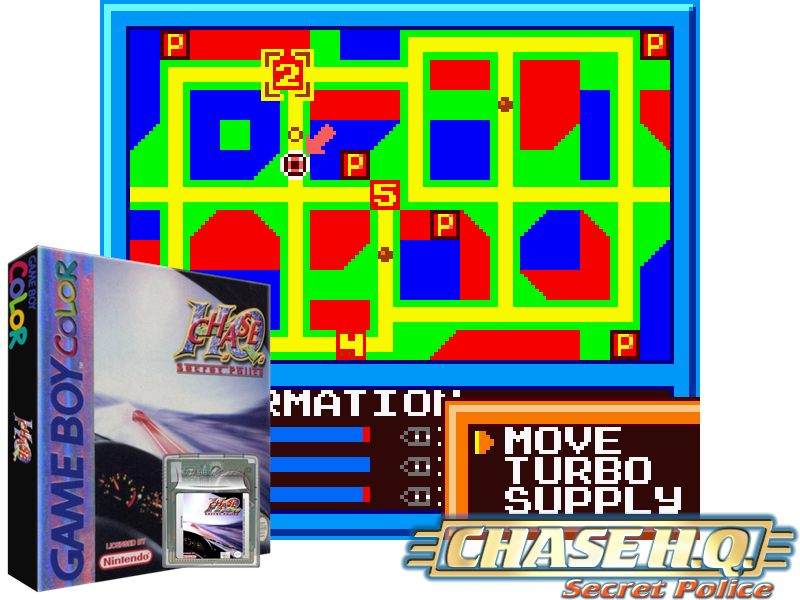 P
P
2
P
5
P
4
P
RMATION
MOVE
TURBO
SUPPLY
GAME BOY
COLOR
GAME BOY COLOR
CHASE
H.Q.
Secret Police
LICENSED BY
Nintendo
CHASE
H.Q.
CHASE H.Q.
Secret Police